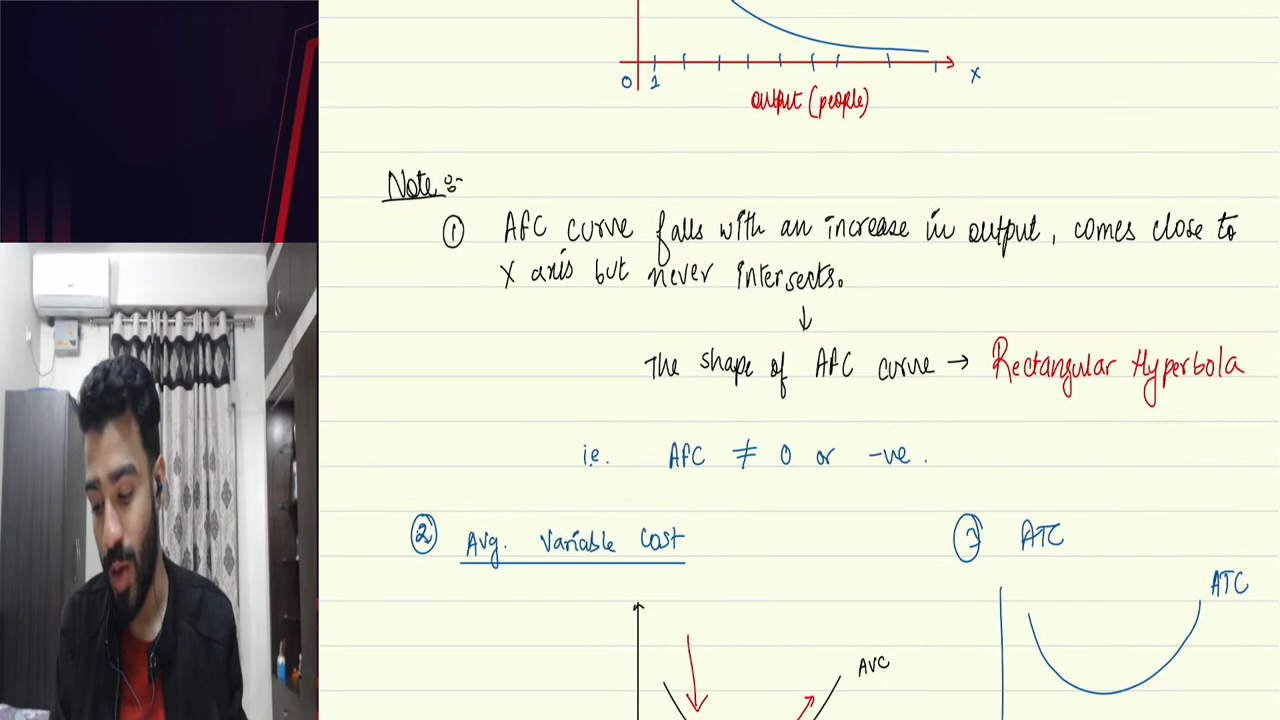 0 1 X
output (people)
Note :-
① AFC curve falls with an increase in output, comes close to
X axis but never intersects.
↓
The shape of AFC curve → Rectangular Hyperbola
i.e. AFC ≠ 0 or -ve.
② Avg. Variable Cost
③ ATC
ATC
AVC